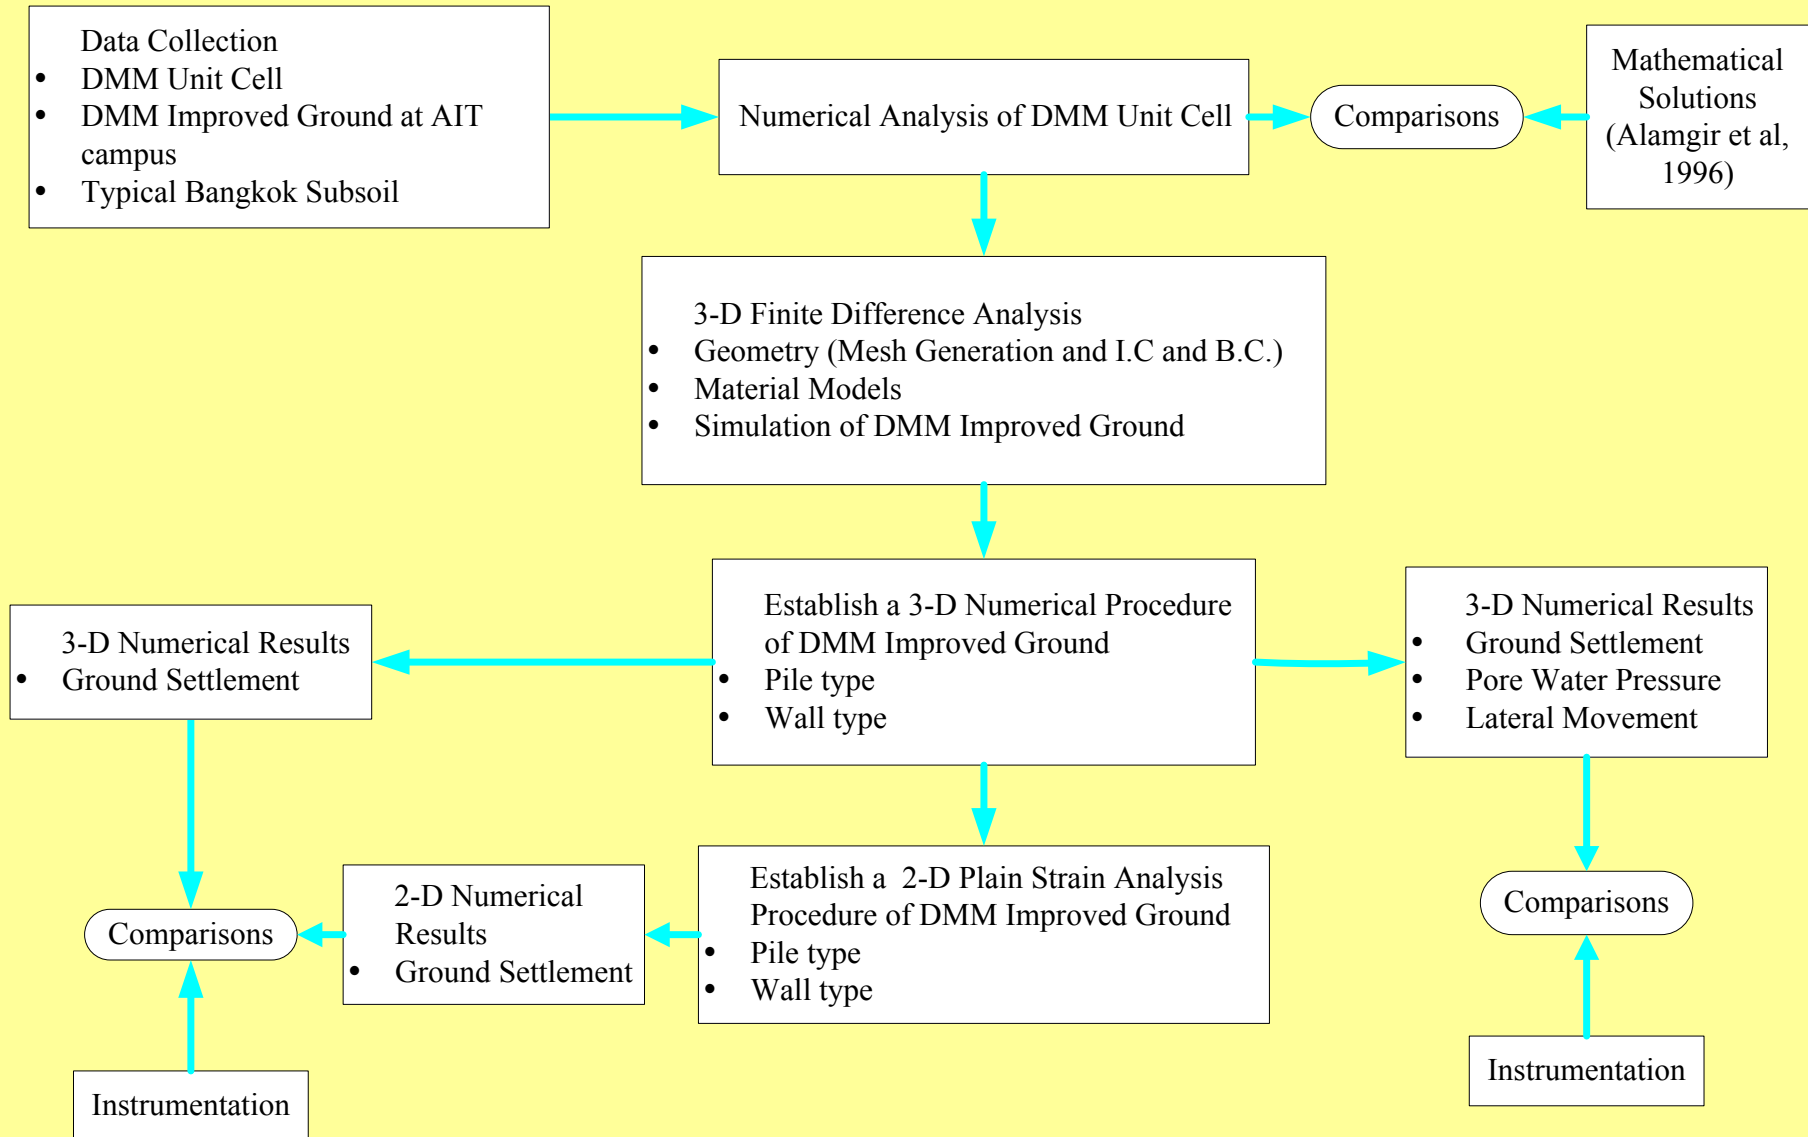 Data Collection
• DMM Unit Cell
• DMM Improved Ground at AIT
campus
• Typical Bangkok Subsoil
Numerical Analysis of DMM Unit Cell
Comparisons
Mathematical
Solutions
(Alamgir et al,
1996)
3-D Finite Difference Analysis
• Geometry (Mesh Generation and I.C and B.C.)
• Material Models
• Simulation of DMM Improved Ground
3-D Numerical Results
• Ground Settlement
Establish a 3-D Numerical Procedure
of DMM Improved Ground
• Pile type
• Wall type
3-D Numerical Results
• Ground Settlement
• Pore Water Pressure
• Lateral Movement
Comparisons
2-D Numerical
Results
• Ground Settlement
Establish a  2-D Plain Strain Analysis
Procedure of DMM Improved Ground
• Pile type
• Wall type
Comparisons
Instrumentation
Instrumentation